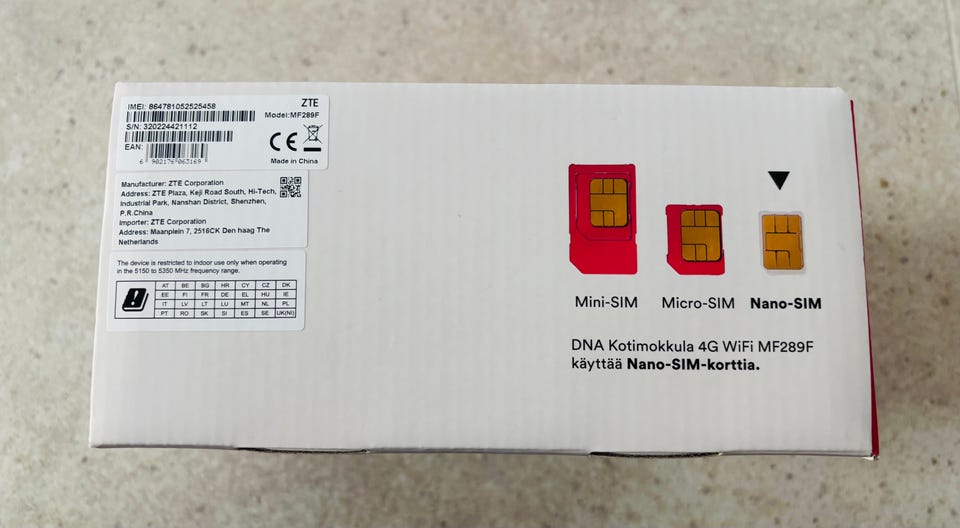 IMEI: 864781052525458
ZTE
Model:MF289F
S/N: 320224421112
EAN:
6 902176 063169
Made in China
Manufacturer: ZTE Corporation
Address: ZTE Plaza, Keji Road South, Hi-Tech,
Industrial Park, Nanshan District, Shenzhen,
P.R.China
Importer: ZTE Corporation
Address: Maanplein 7, 2516CK Den haag The
Netherlands
The device is restricted to indoor use only when operating
in the 5150 to 5350 MHz frequency range.
AT BE BG HR CY CZ DK
EE FI FR DE EL HU IE
IT LV LT LU MT NL PL
PT RO SK SI ES SE UK(NI)
Mini-SIM Micro-SIM Nano-SIM
DNA Kotimokkula 4G WiFi MF289F
käyttää Nano-SIM-korttia.